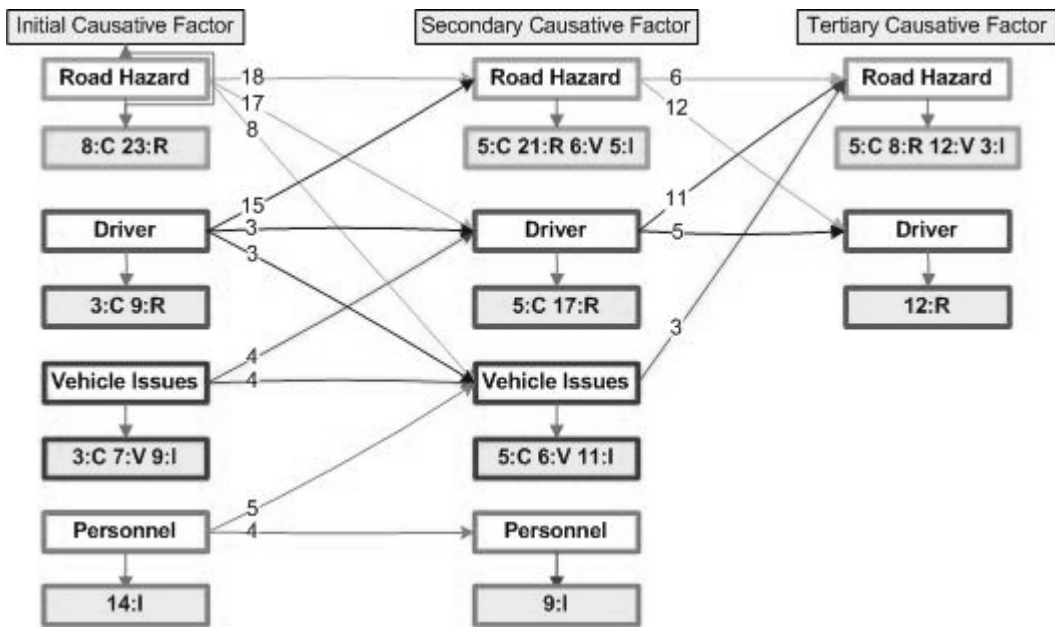 Initial Causative Factor
Secondary Causative Factor
Tertiary Causative Factor
Road Hazard
18
Road Hazard
6
Road Hazard
17
12
8
8:C 23:R
5:C 21:R 6:V 5:I
5:C 8:R 12:V 3:I
15
11
Driver
3
Driver
5
Driver
3
3:C 9:R
5:C 17:R
12:R
3
4
Vehicle Issues
4
Vehicle Issues
3:C 7:V 9:I
5:C 6:V 11:I
5
Personnel
4
Personnel
14:I
9:I